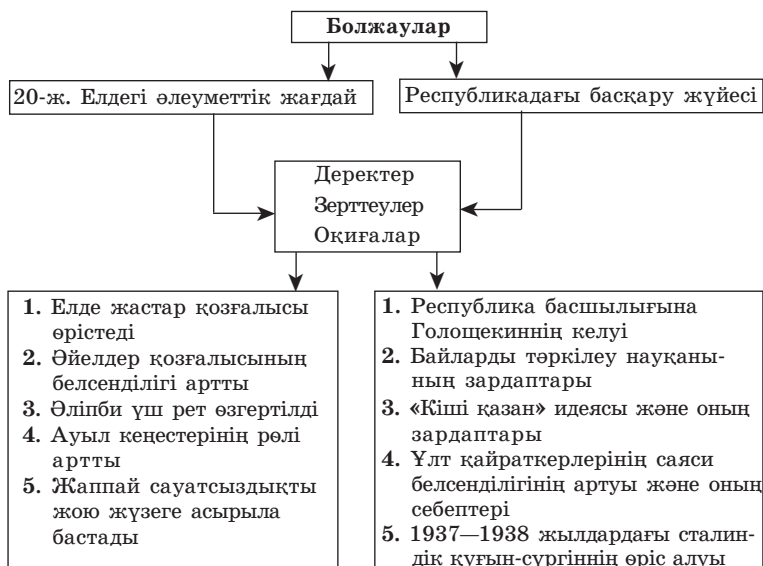 Болжаулар
20-ж. Елдегі әлеуметтік жағдай
Республикадағы басқару жүйесі
Деректер
Зерттеулер
Оқиғалар
1. Елде жастар қозғалысы
өрістеді
2. Әйелдер қозғалысының
белсенділігі артты
3. Әліпби үш рет өзгертілді
4. Ауыл кеңестерінің рөлі
артты
5. Жаппай сауатсыздықты
жою жүзеге асырыла
бастады
1. Республика басшылығына
Голощекиннің келуі
2. Байларды тәркілеу науқаны-
ның зардаптары
3. «Кіші қазан» идеясы және оның
зардаптары
4. Ұлт қайраткерлерінің саяси
белсенділігінің артуы және оның
себептері
5. 1937—1938 жылдардағы сталин-
дік қуғын-сүргіннің өріс алуы